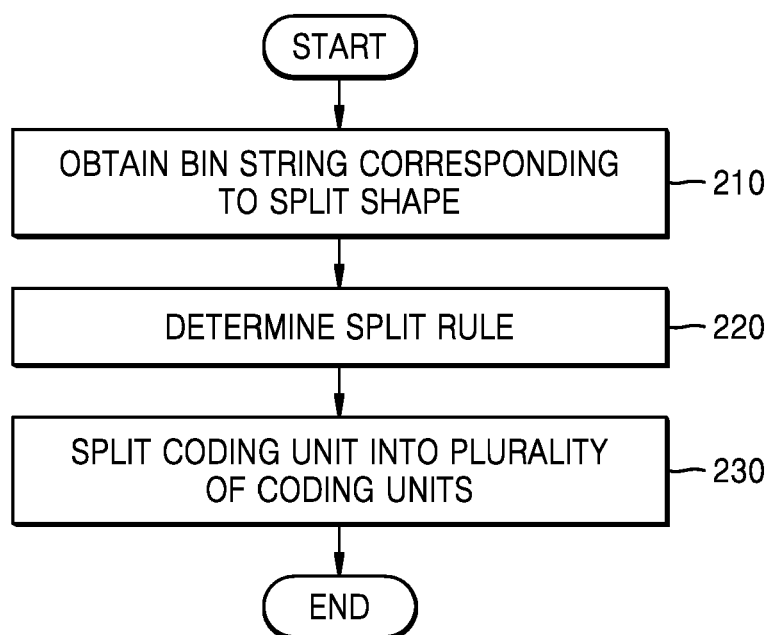 START
OBTAIN BIN STRING CORRESPONDING
TO SPLIT SHAPE
210
DETERMINE SPLIT RULE
220
SPLIT CODING UNIT INTO PLURALITY
OF CODING UNITS
230
END